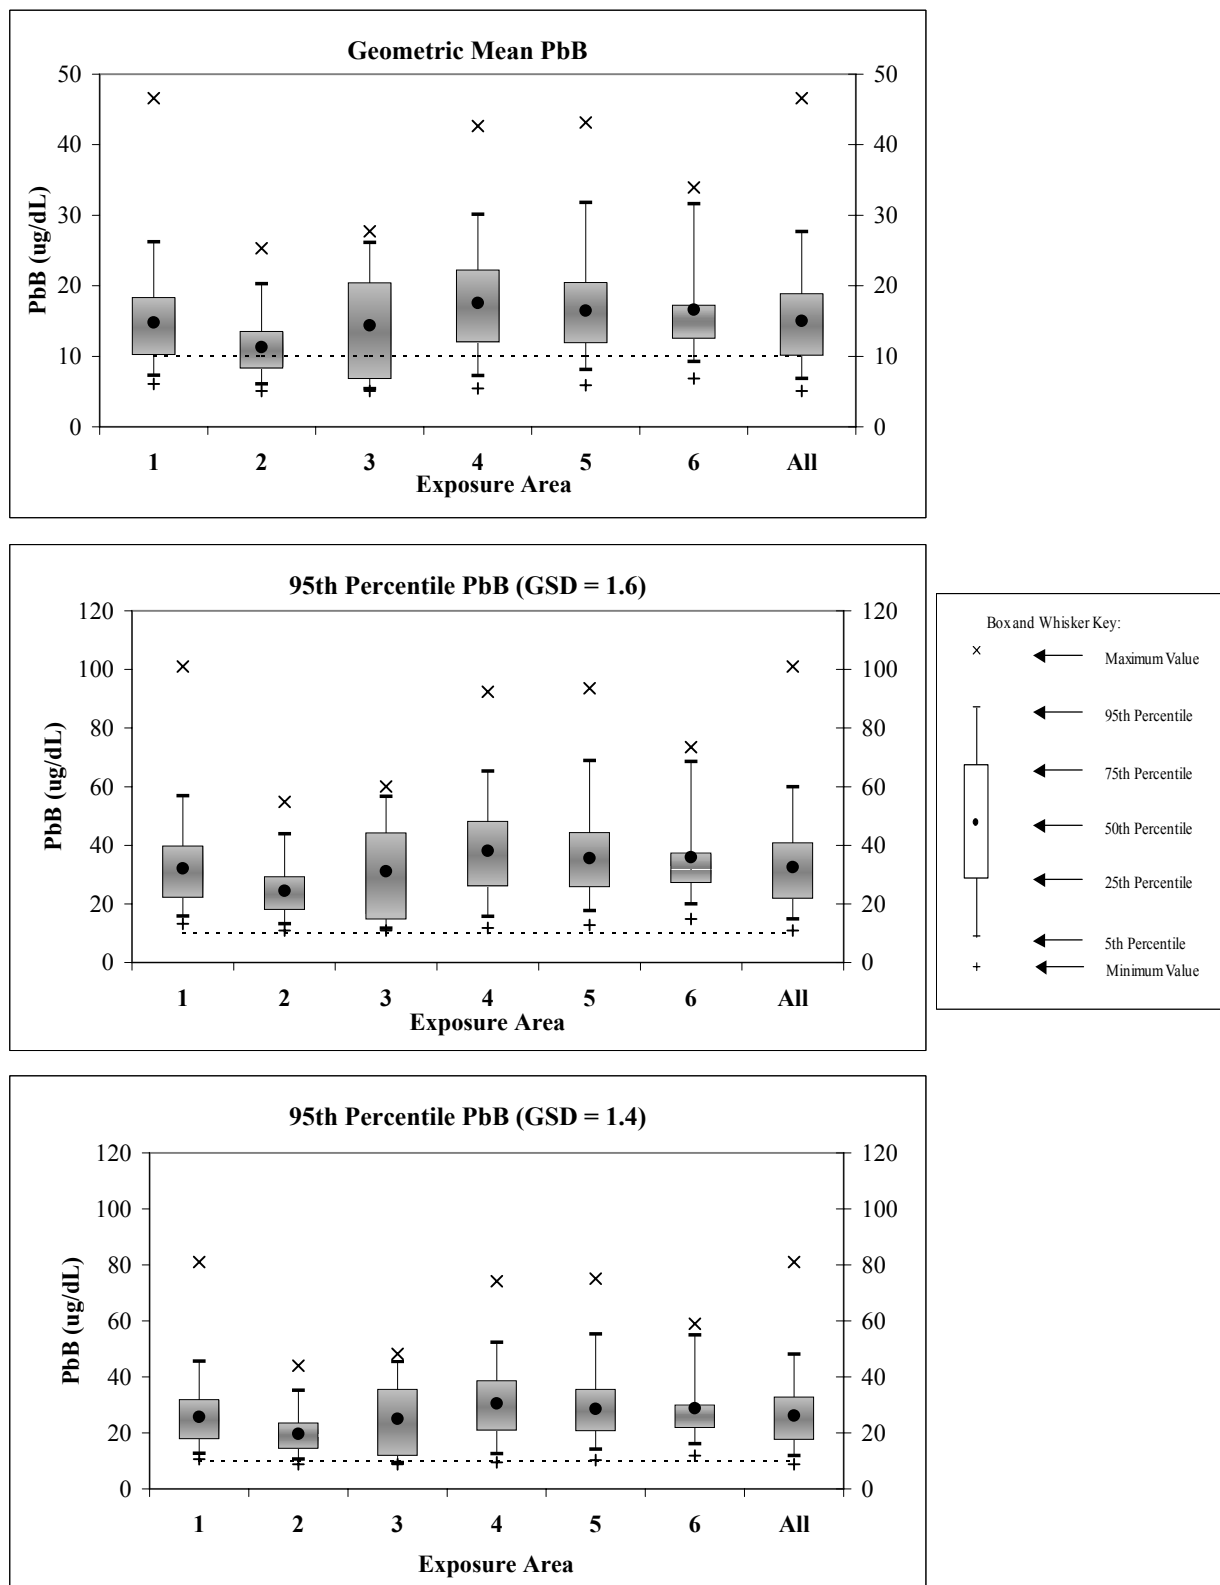 Geometric Mean PbB
50 50
40 40
30 30
20 20
10 10
0 0
PbB (ug/dL)
1 2 3 4 5 6 All
Exposure Area
95th Percentile PbB (GSD = 1.6)
120 120
100 100
80 80
60 60
40 40
20 20
0 0
PbB (ug/dL)
1 2 3 4 5 6 All
Exposure Area
Box and Whisker Key:
Maximum Value
95th Percentile
75th Percentile
50th Percentile
25th Percentile
5th Percentile
Minimum Value
95th Percentile PbB (GSD = 1.4)
120 120
100 100
80 80
60 60
40 40
20 20
0 0
PbB (ug/dL)
1 2 3 4 5 6 All
Exposure Area